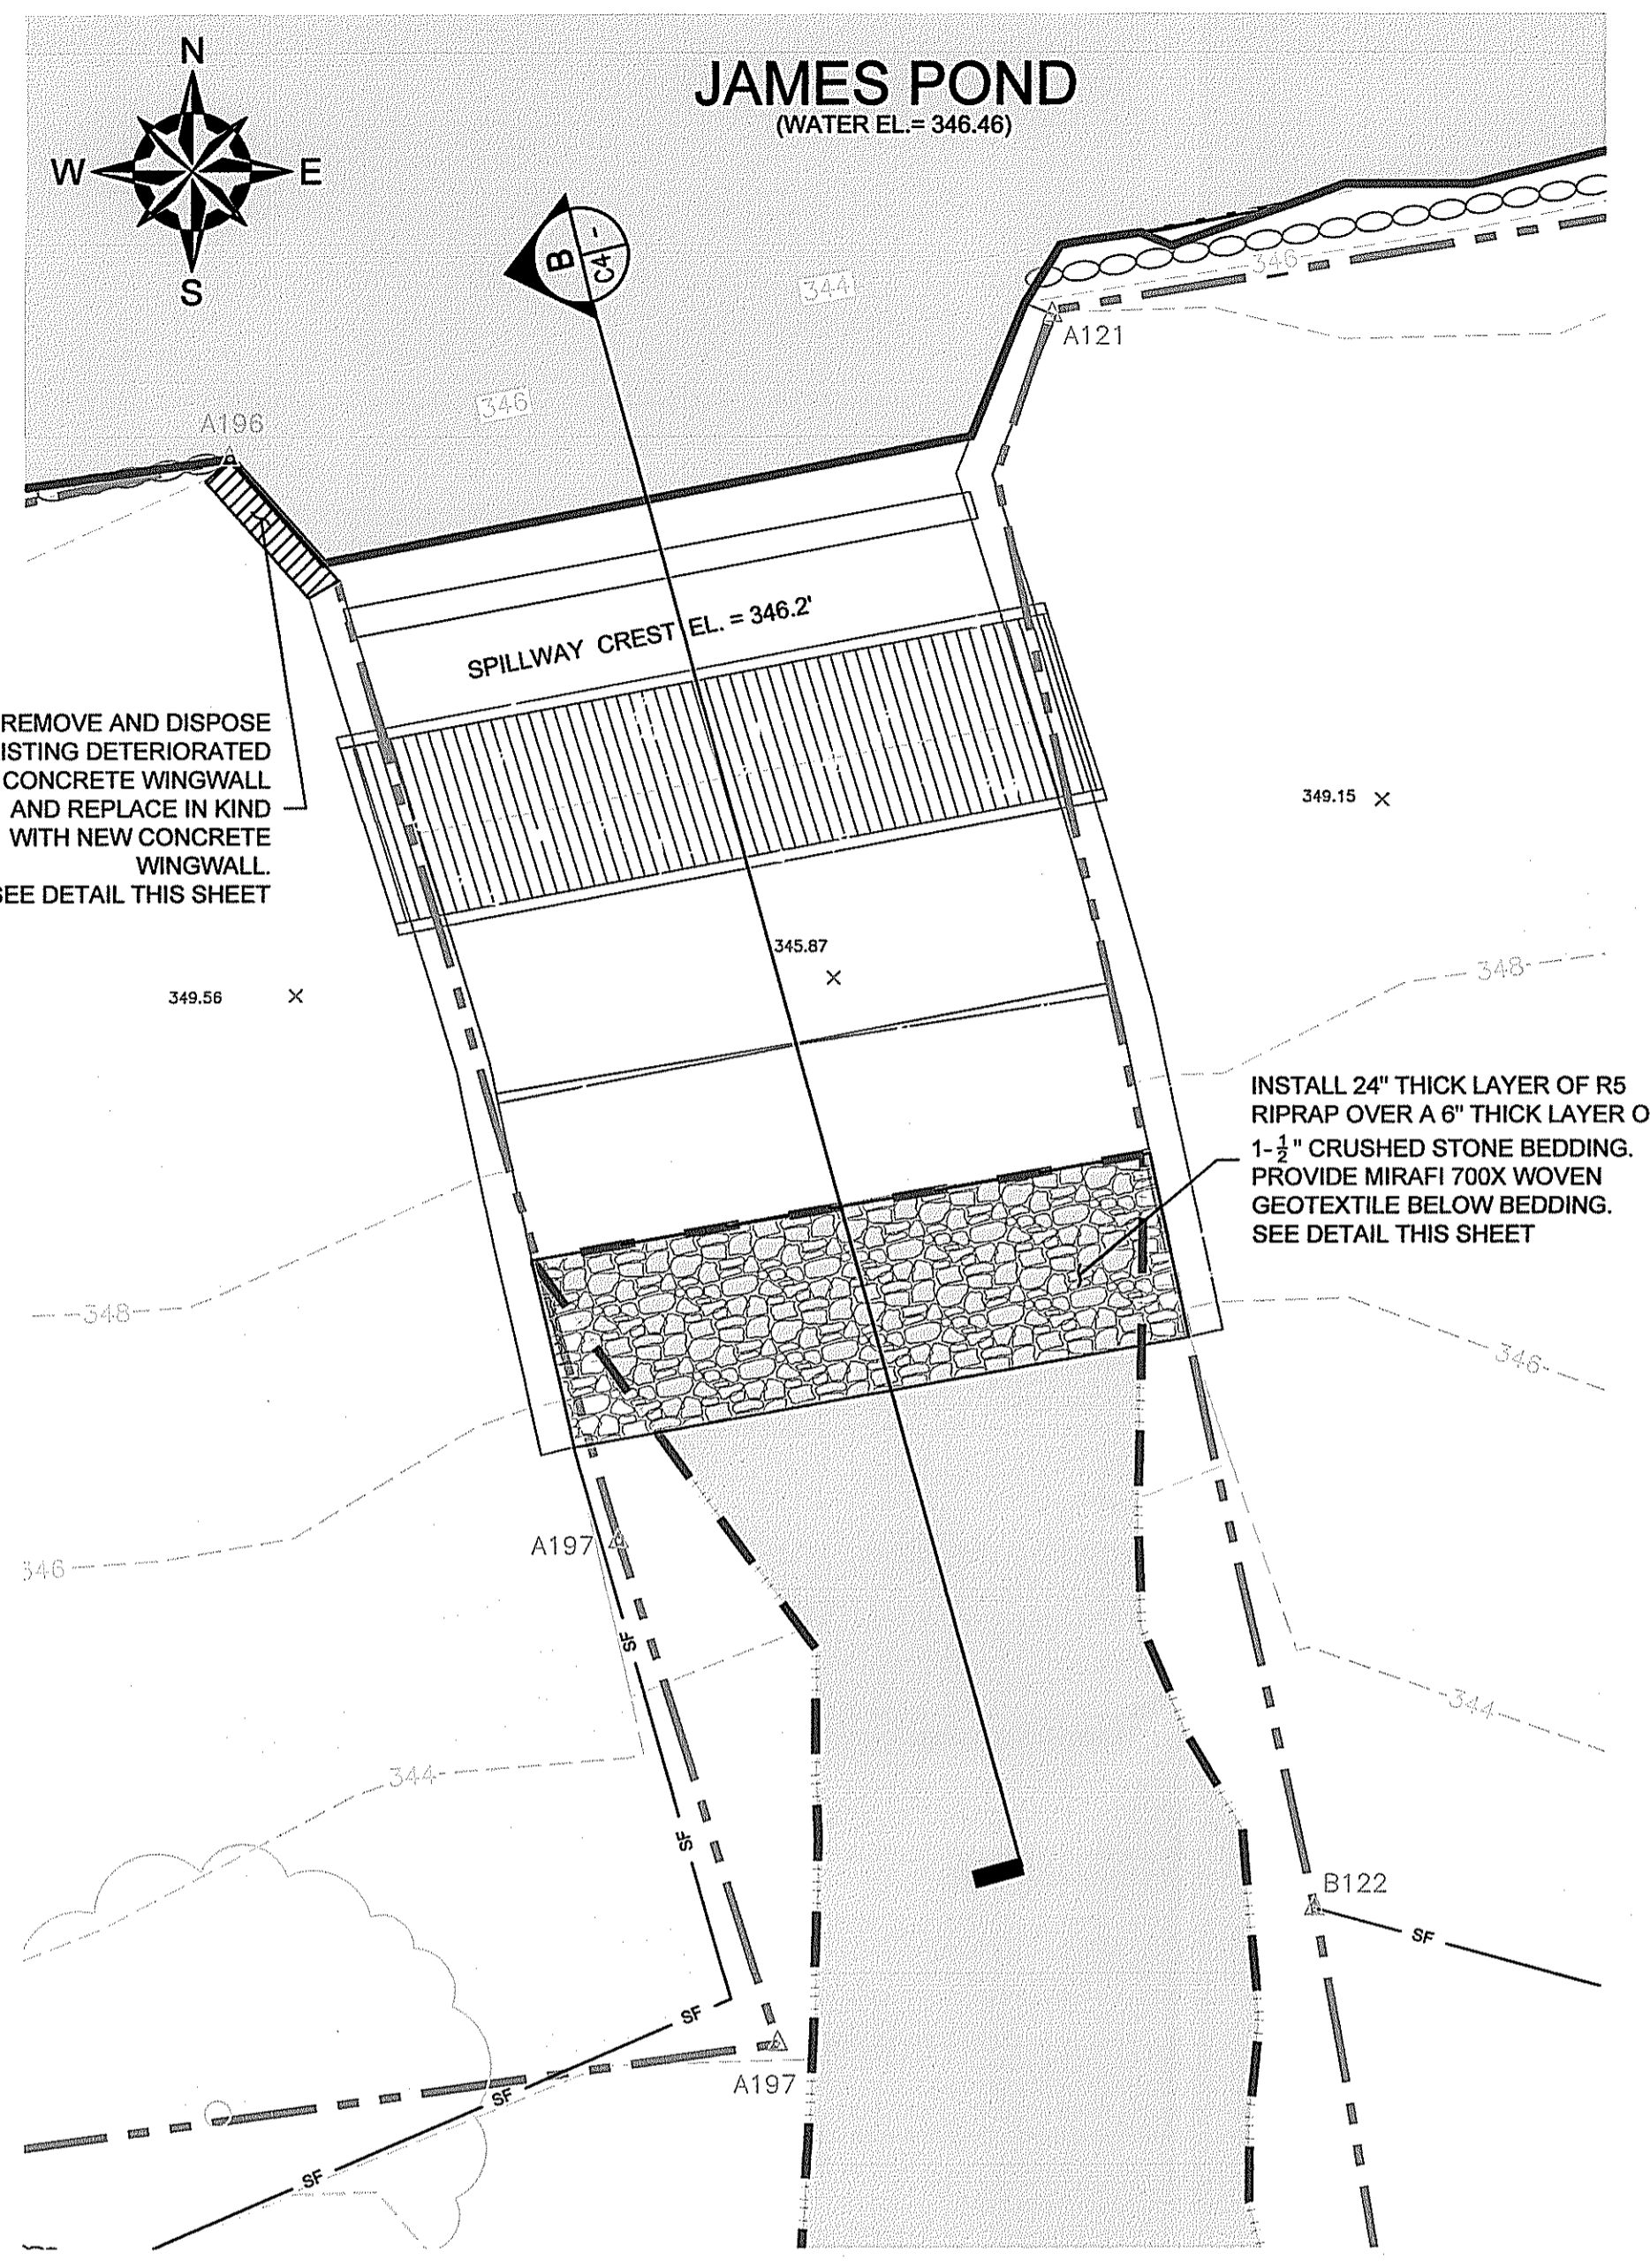 N
JAMES POND
(WATER EL.= 346.46)
W
E
S
B
C4
-
344
346
A121
346
A196
SPILLWAY CREST EL. = 346.2'
REMOVE AND DISPOSE
ISTING DETERIORATED
CONCRETE WINGWALL
AND REPLACE IN KIND
WITH NEW CONCRETE
WINGWALL.
SEE DETAIL THIS SHEET
349.15
345.87
349.56
348
INSTALL 24" THICK LAYER OF R5
RIPRAP OVER A 6" THICK LAYER O
1-½" CRUSHED STONE BEDDING.
PROVIDE MIRAFI 700X WOVEN
GEOTEXTILE BELOW BEDDING.
SEE DETAIL THIS SHEET
348
346
A197
346
SF
344
344
SF
B122
SF
SF
A197
SF
SF